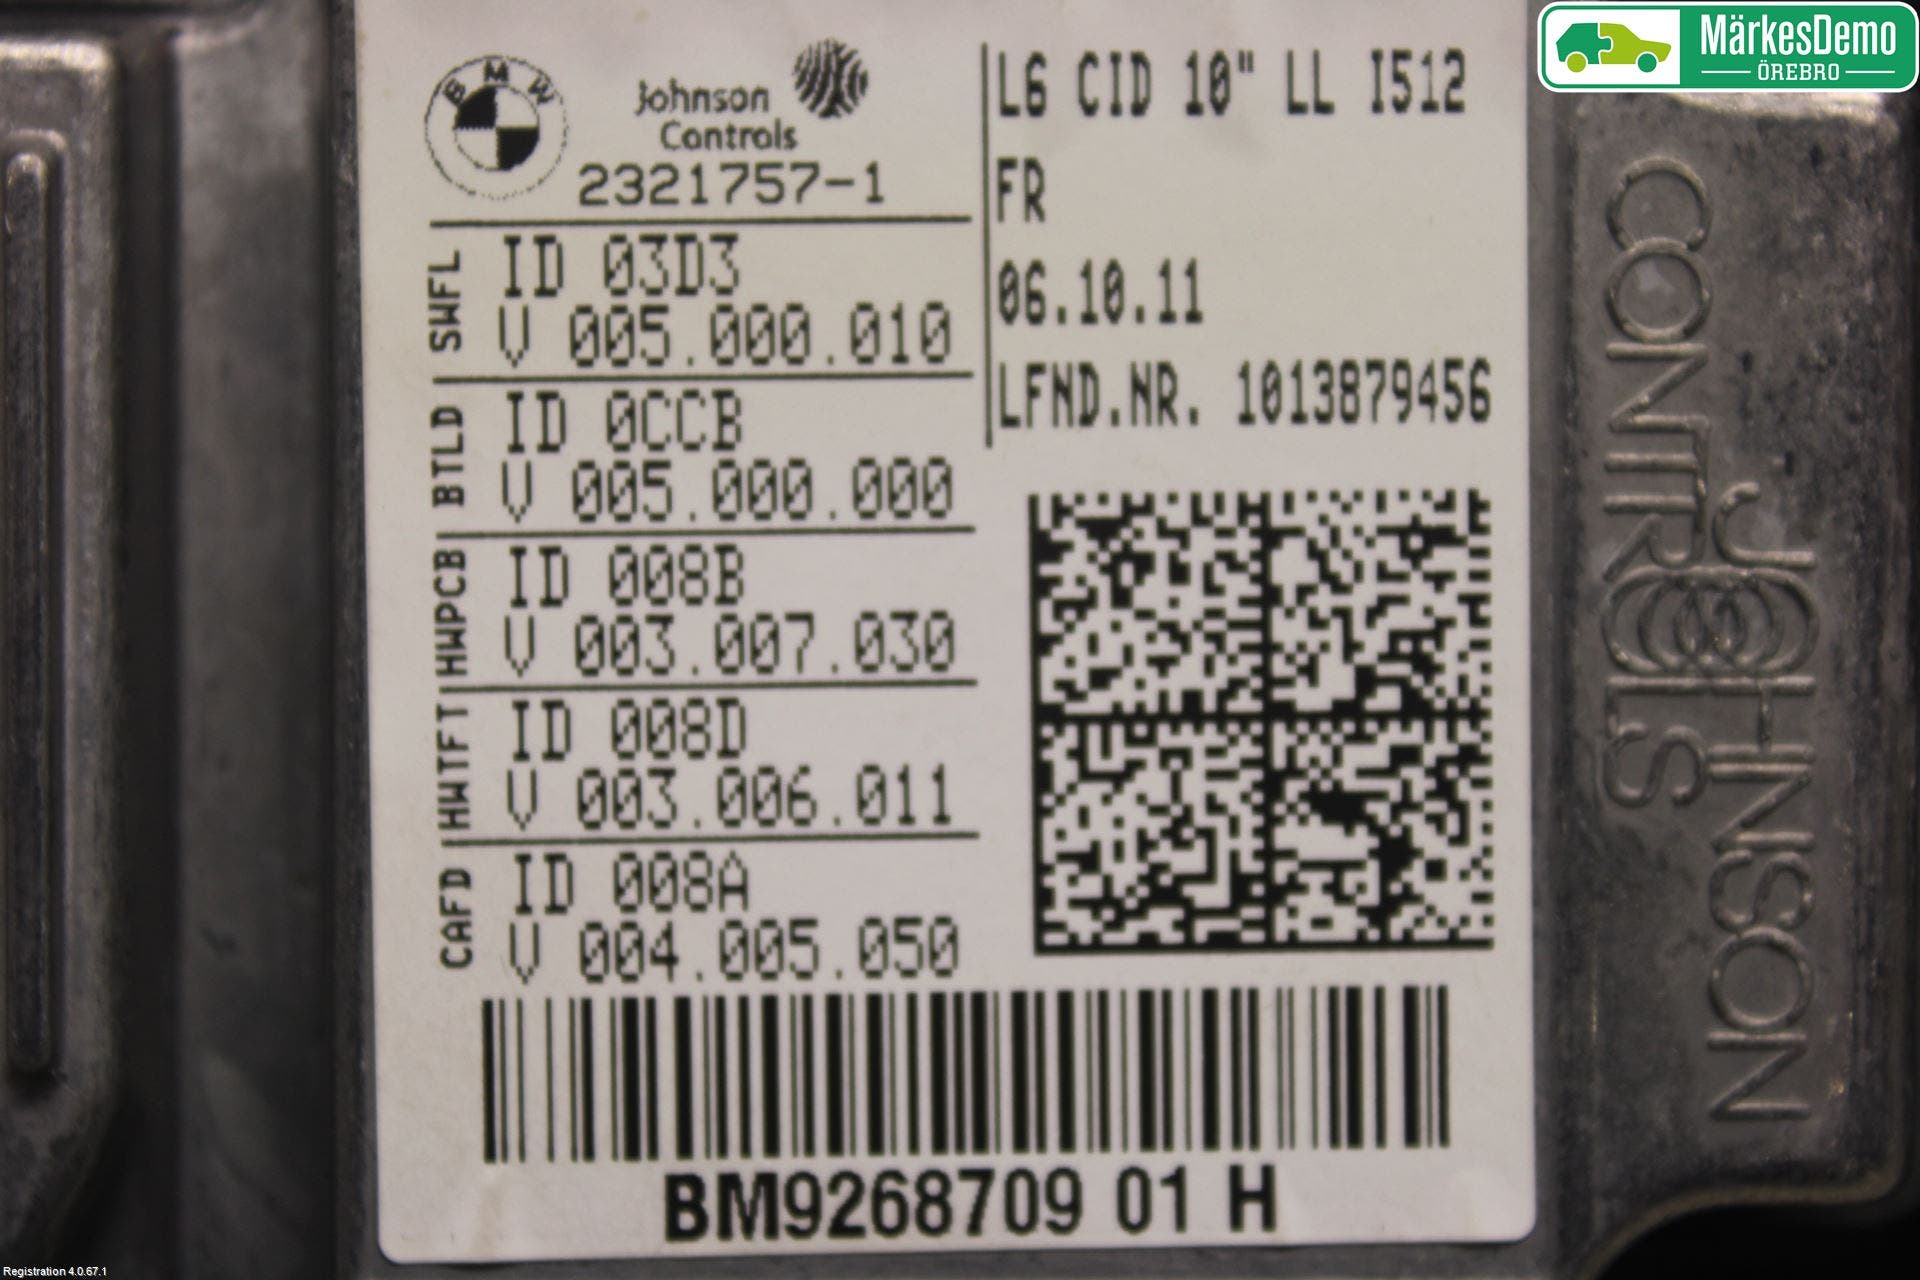 BMW
Johnson
Controls
2321757-1
SWFL
ID 03D3
V 005.000.010
BTLD
ID 0CCB
V 005.000.000
HWPCB
ID 008B
V 003.007.030
HWTFT
ID 008D
V 003.006.011
CAFD
ID 008A
V 004.005.050
L6 CID 10" LL I512
FR
06.10.11
LFND.NR. 1013879456
BM9268709 01 H
JOHNSON
CONTROLS
MärkesDemo
ÖREBRO
Registration 4.0.67.1